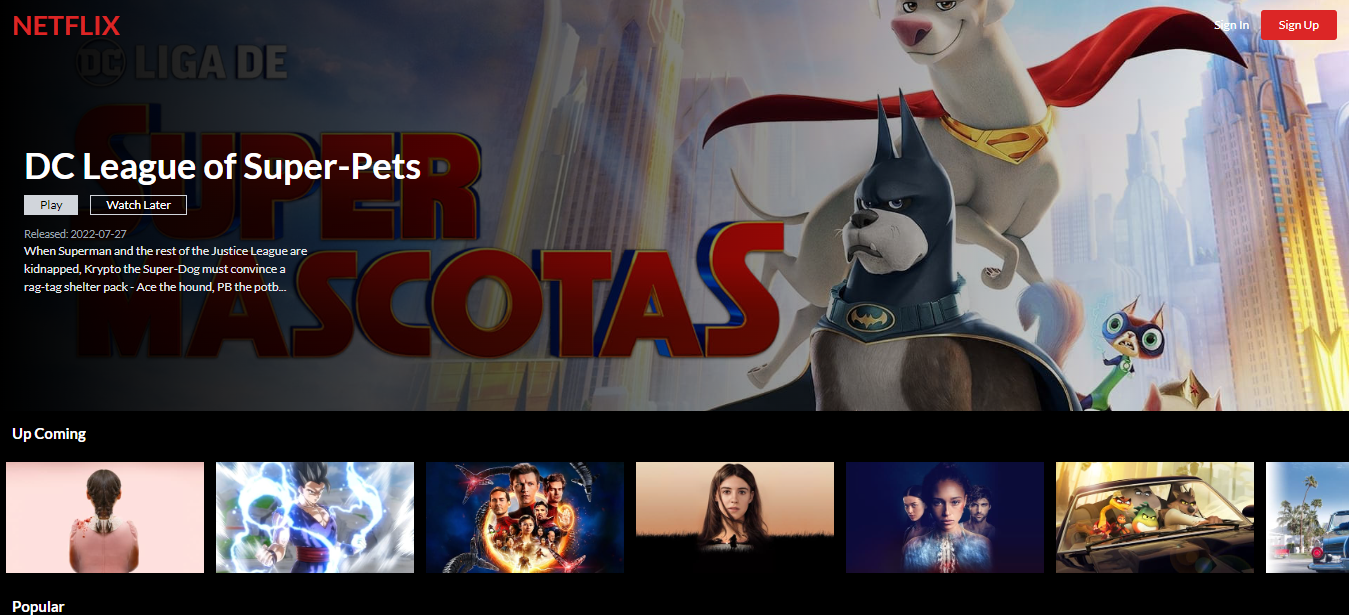 NETFLIX
Sign In
Sign Up
DC LIGA DE
SUPER
MASCOTAS
DC League of Super-Pets
Play
Watch Later
Released: 2022-07-27
When Superman and the rest of the Justice League are
kidnapped, Krypto the Super-Dog must convince a
rag-tag shelter pack - Ace the hound, PB the potb...
Up Coming
Popular